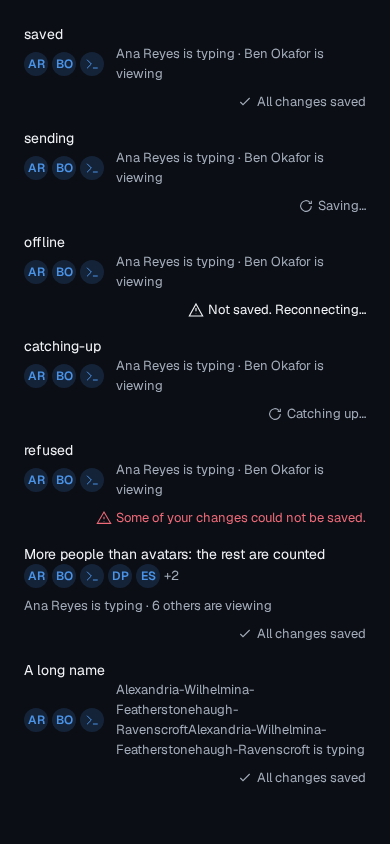 saved
AR BO >_ Ana Reyes is typing · Ben Okafor is
viewing
All changes saved
sending
AR BO >_ Ana Reyes is typing · Ben Okafor is
viewing
Saving…
offline
AR BO >_ Ana Reyes is typing · Ben Okafor is
viewing
Not saved. Reconnecting…
catching-up
AR BO >_ Ana Reyes is typing · Ben Okafor is
viewing
Catching up…
refused
AR BO >_ Ana Reyes is typing · Ben Okafor is
viewing
Some of your changes could not be saved.
More people than avatars: the rest are counted
AR BO >_ DP ES +2
Ana Reyes is typing · 6 others are viewing
All changes saved
A long name
Alexandria-Wilhelmina-
Featherstonehaugh-
AR BO >_ RavenscroftAlexandria-Wilhelmina-
Featherstonehaugh-Ravenscroft is typing
All changes saved